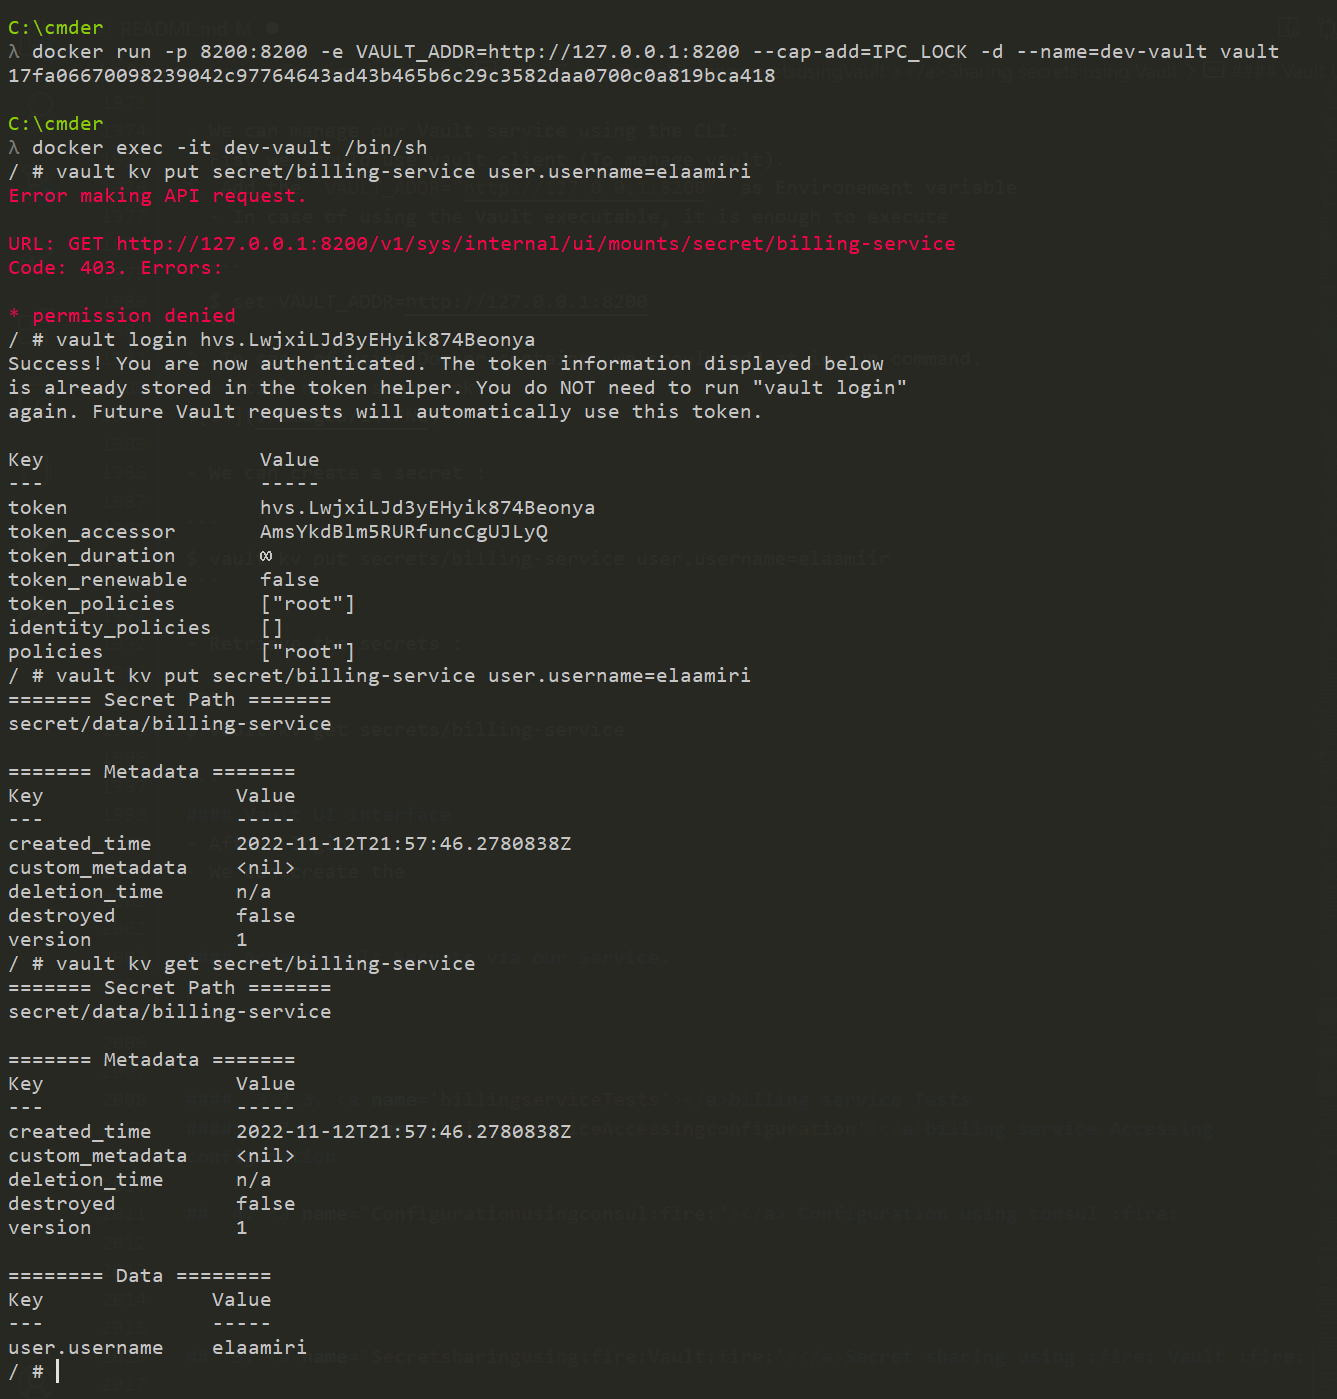 C:\cmder
λ docker run -p 8200:8200 -e VAULT_ADDR=http://127.0.0.1:8200 --cap-add=IPC_LOCK -d --name=dev-vault vault
17fa06670098239042c97764643ad43b465b6c29c3582daa0700c0a819bca418
C:\cmder
λ docker exec -it dev-vault /bin/sh
/ # vault kv put secret/billing-service user.username=elaamiri
Error making API request.
URL: GET http://127.0.0.1:8200/v1/sys/internal/ui/mounts/secret/billing-service
Code: 403. Errors:
* permission denied
/ # vault login hvs.LwjxiLJd3yEHyik874Beonya
Success! You are now authenticated. The token information displayed below
is already stored in the token helper. You do NOT need to run "vault login"
again. Future Vault requests will automatically use this token.
Key Value
--- -----
token hvs.LwjxiLJd3yEHyik874Beonya
token_accessor AmsYkdBlm5RURfuncCgUJLyQ
token_duration ∞
token_renewable false
token_policies ["root"]
identity_policies []
policies ["root"]
/ # vault kv put secret/billing-service user.username=elaamiri
======= Secret Path =======
secret/data/billing-service
======= Metadata =======
Key Value
--- -----
created_time 2022-11-12T21:57:46.2780838Z
custom_metadata <nil>
deletion_time n/a
destroyed false
version 1
/ # vault kv get secret/billing-service
======= Secret Path =======
secret/data/billing-service
======= Metadata =======
Key Value
--- -----
created_time 2022-11-12T21:57:46.2780838Z
custom_metadata <nil>
deletion_time n/a
destroyed false
version 1
======== Data ========
Key Value
--- -----
user.username elaamiri
/ #